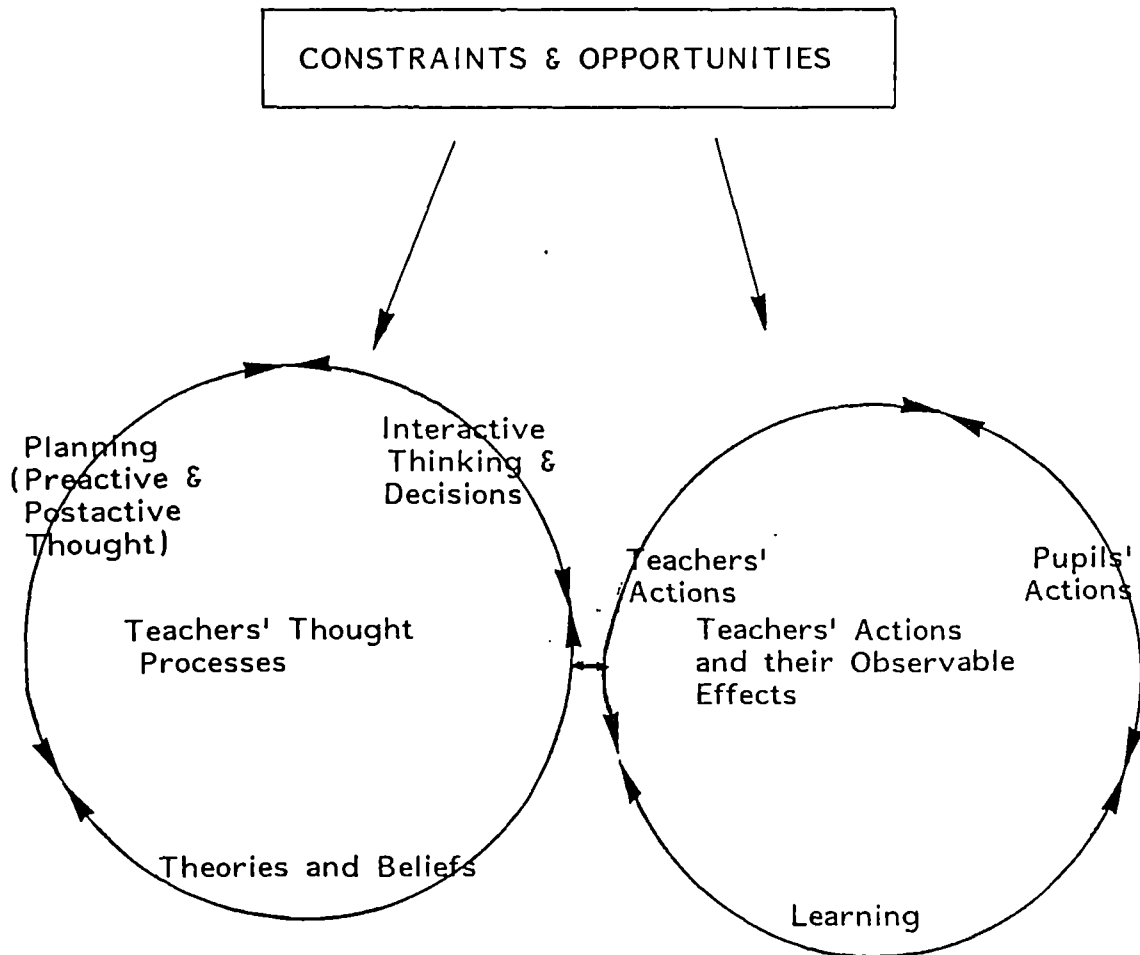 CONSTRAINTS & OPPORTUNITIES
Planning
(Preactive &
Postactive
Thought)
Interactive
Thinking &
Decisions
Teachers' Thought
Processes
Theories and Beliefs
Teachers'
Actions
Pupils'
Actions
Teachers' Actions
and their Observable
Effects
Learning